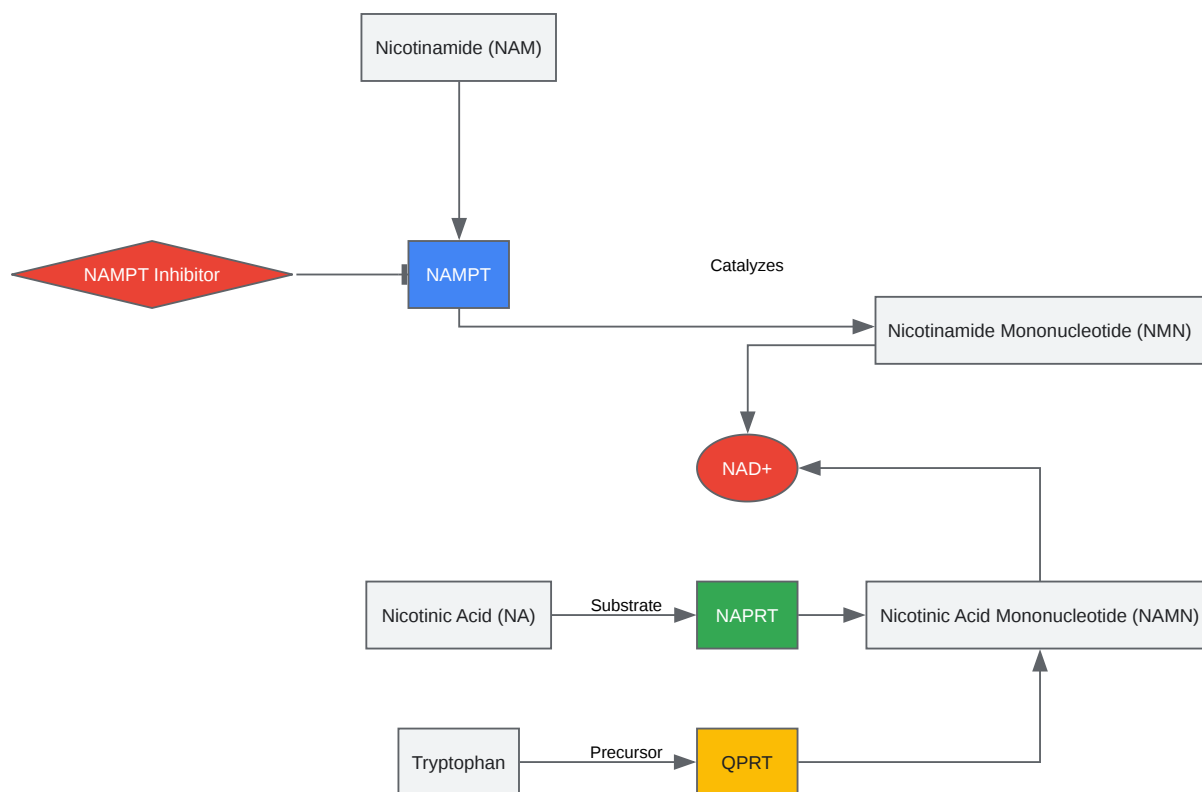 Nicotinamide (NAM)
NAMPT Inhibitor
NAMPT
Catalyzes
Nicotinamide Mononucleotide (NMN)
NAD+
Nicotinic Acid (NA)
Substrate
NAPRT
Nicotinic Acid Mononucleotide (NAMN)
Tryptophan
Precursor
QPRT